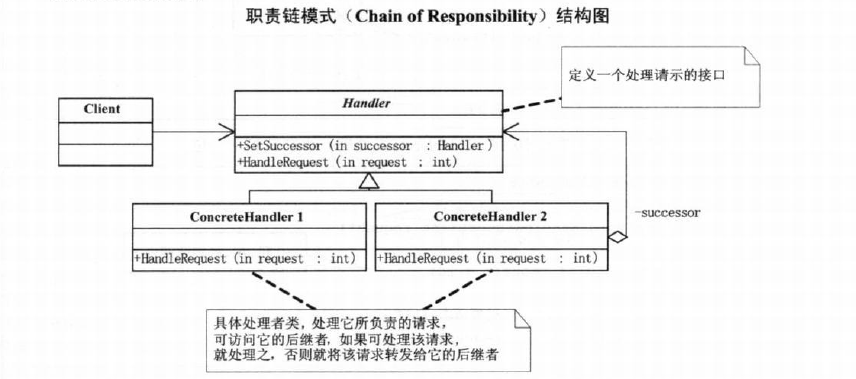 职责链模式（Chain of Responsibility）结构图
定义一个处理请示的接口
Client
Handler
+SetSuccessor (in successor : Handler)
+HandleRequest (in request : int)
ConcreteHandler 1
+HandleRequest (in request : int)
ConcreteHandler 2
+HandleRequest (in request : int)
-successor
具体处理者类，处理它所负责的请求，
可访问它的后继者，如果可处理该请求，
就处理之，否则就将该请求转发给它的后继者